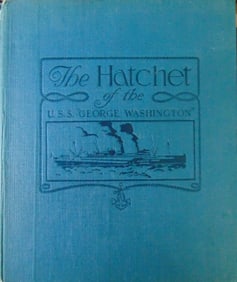 The Hatchet
of the
U.S.S. GEORGE WASHINGTON"